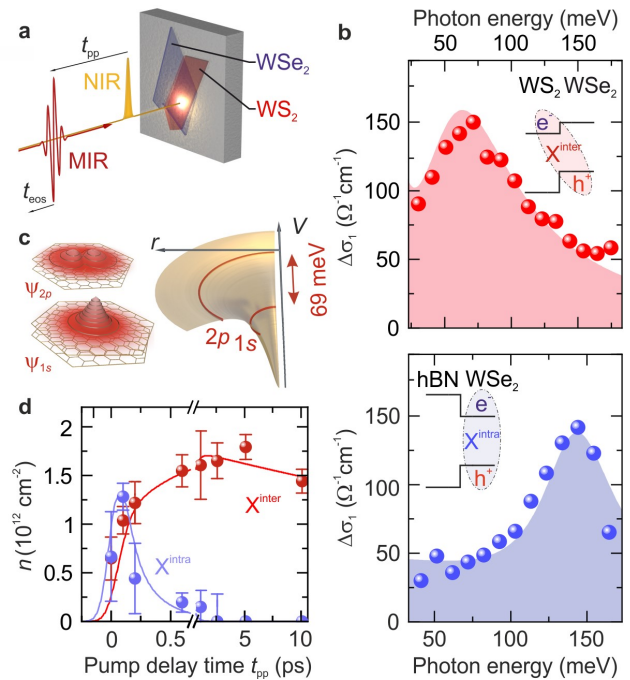 a
t_pp
NIR
MIR
t_eos
WSe₂
WS₂
b
Photon energy (meV)
50 100 150
WS₂ WSe₂
e⁻
X^inter
h⁺
150
100
50
0
Δσ₁ (Ω⁻¹cm⁻¹)
c
ψ₂p
ψ₁s
r
V
69 meV
2p 1s
hBN WSe₂
e⁻
X^intra
h⁺
150
100
50
0
Δσ₁ (Ω⁻¹cm⁻¹)
50 100 150
Photon energy (meV)
d
2
1.5
1
0.5
0
n (10¹² cm⁻²)
X^inter
X^intra
0 0.5 5 10
Pump delay time t_pp (ps)